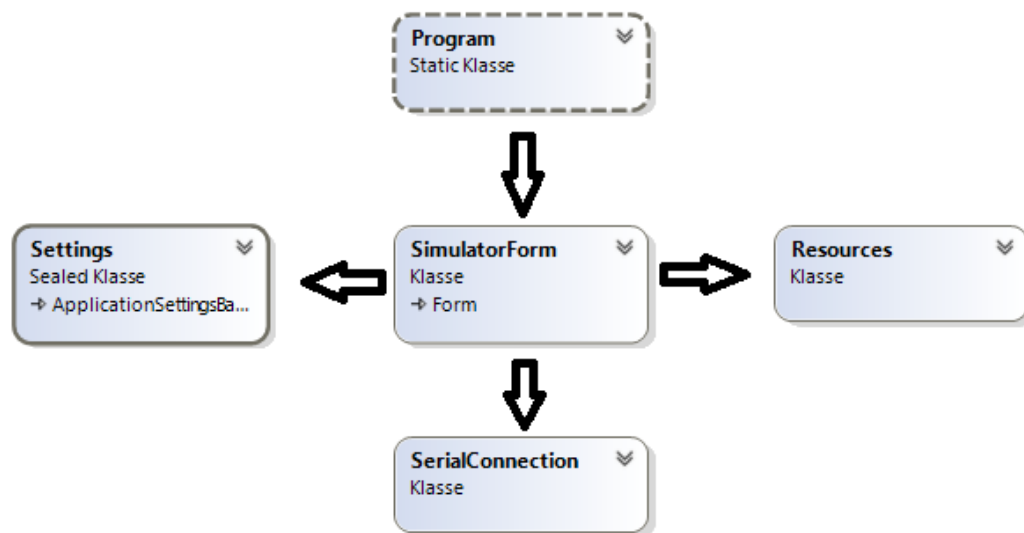 Program
Static Klasse
Settings
Sealed Klasse
ApplicationSettingsBa...
SimulatorForm
Klasse
Form
Resources
Klasse
SerialConnection
Klasse